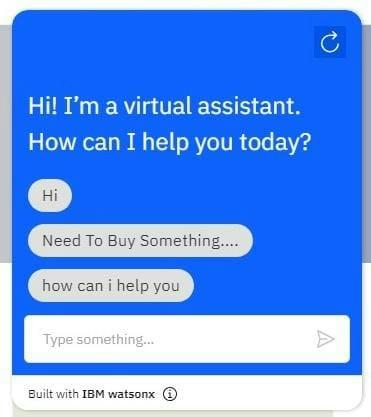 Hi! I’m a virtual assistant.
How can I help you today?
Hi
Need To Buy Something....
how can i help you
Type something...
Built with IBM watsonx